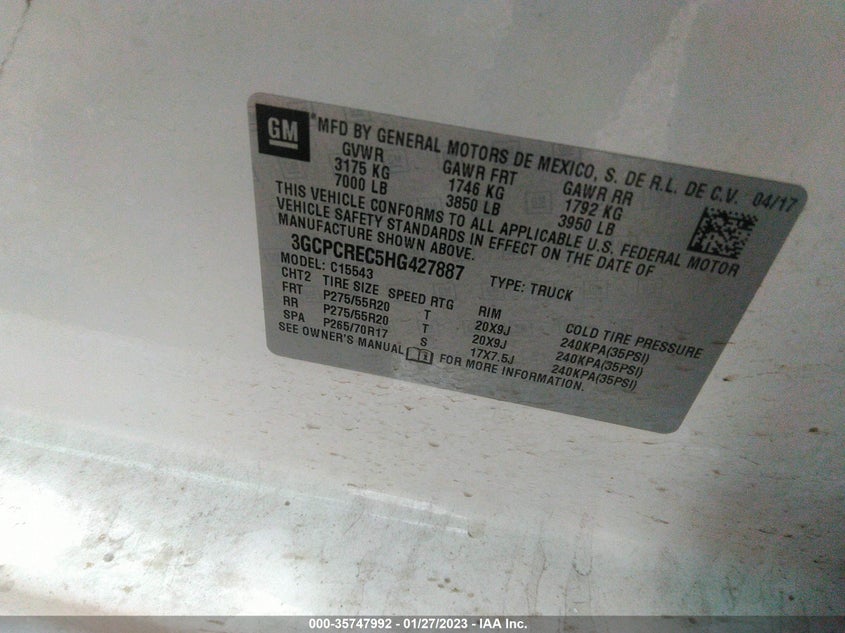 GM
*MFD BY GENERAL MOTORS DE MEXICO, S. DE R.L. DE C.V. 04/17
GVWR GAWR FRT GAWR RR
3175 KG 1746 KG 1792 KG
7000 LB 3850 LB 3950 LB
THIS VEHICLE CONFORMS TO ALL APPLICABLE U.S. FEDERAL MOTOR
VEHICLE SAFETY STANDARDS IN EFFECT ON THE DATE OF
MANUFACTURE SHOWN ABOVE.
3GCPCREC5HG427887 TYPE: TRUCK
MODEL: C15543
CHT2 TIRE SIZE SPEED RTG RIM COLD TIRE PRESSURE
FRT P275/55R20 T 20X9J 240KPA(35PSI)
RR P275/55R20 T 20X9J 240KPA(35PSI)
SPA P265/70R17 S 17X7.5J 240KPA(35PSI)
SEE OWNER'S MANUAL FOR MORE INFORMATION.
000-35747992 - 01/27/2023 - IAA Inc.